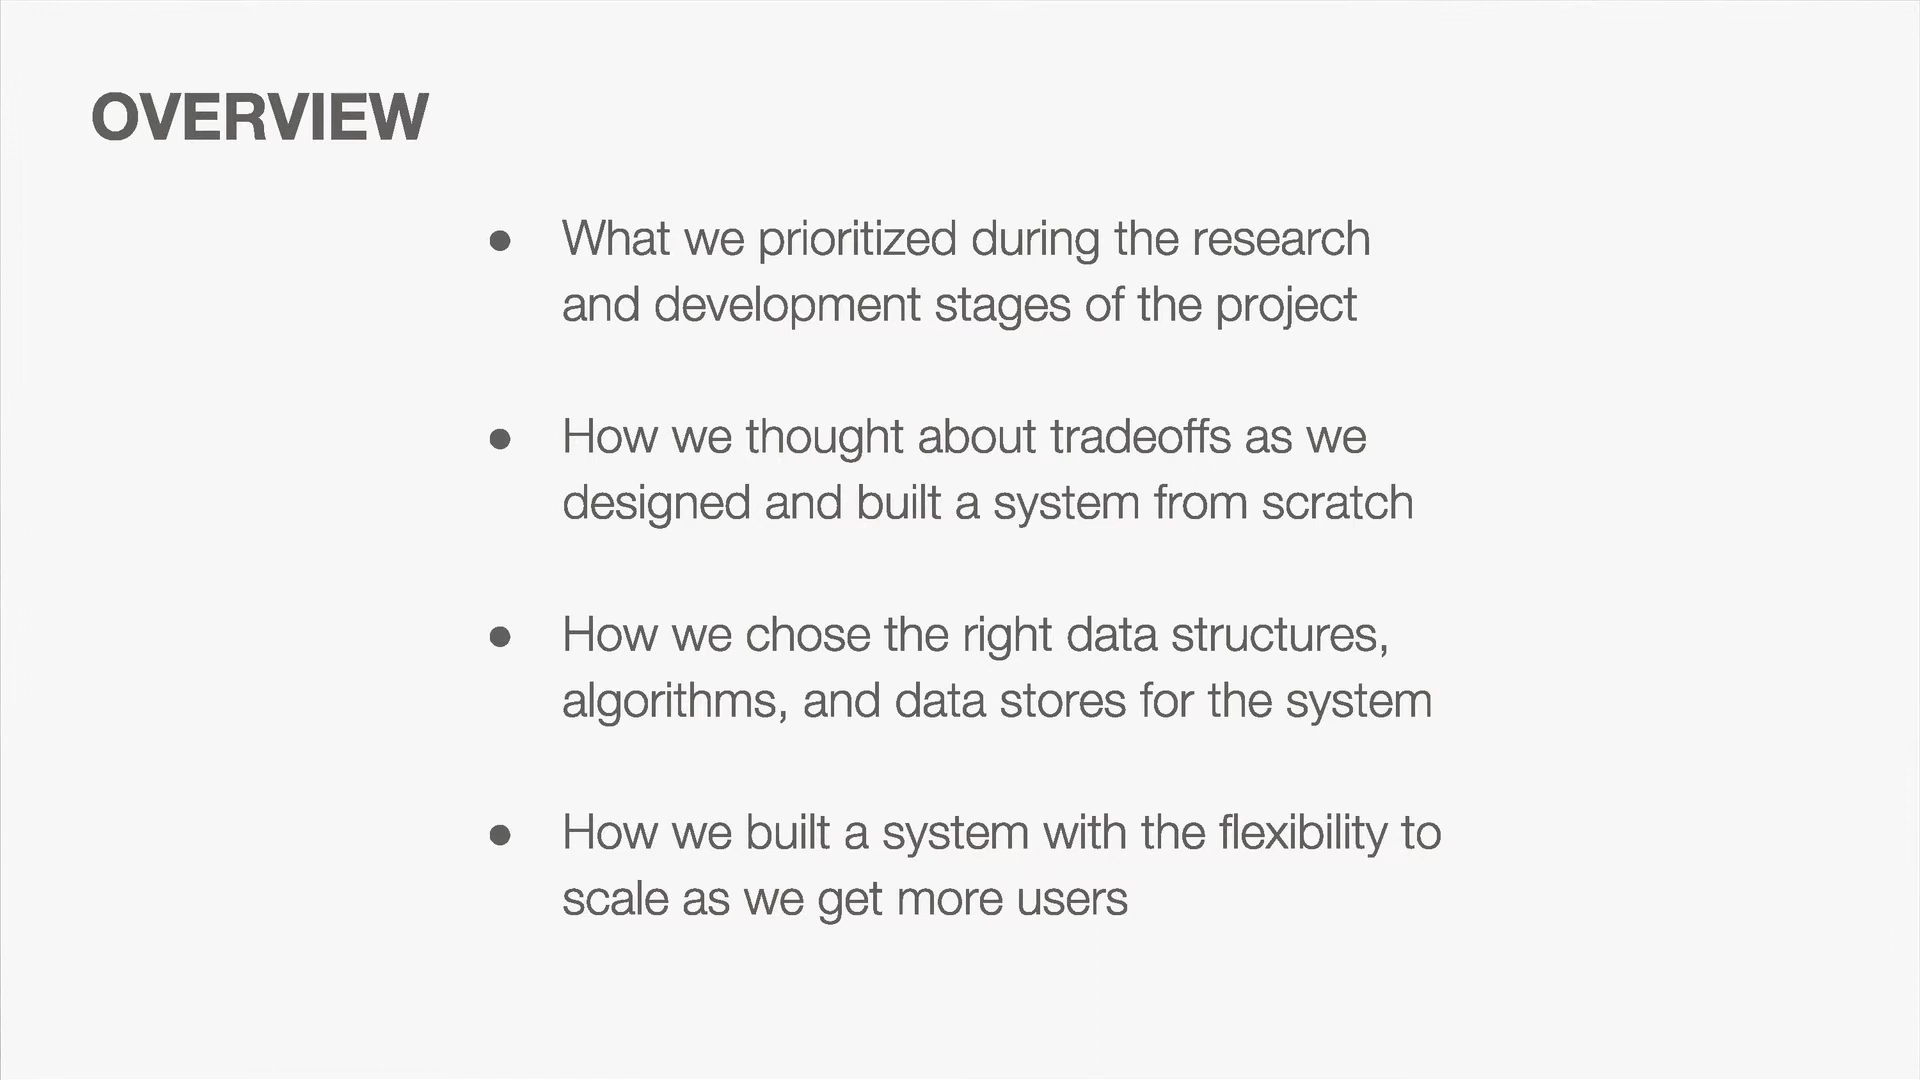 OVERVIEW
● What we prioritized during the research
and development stages of the project
● How we thought about tradeoffs as we
designed and built a system from scratch
● How we chose the right data structures,
algorithms, and data stores for the system
● How we built a system with the flexibility to
scale as we get more users